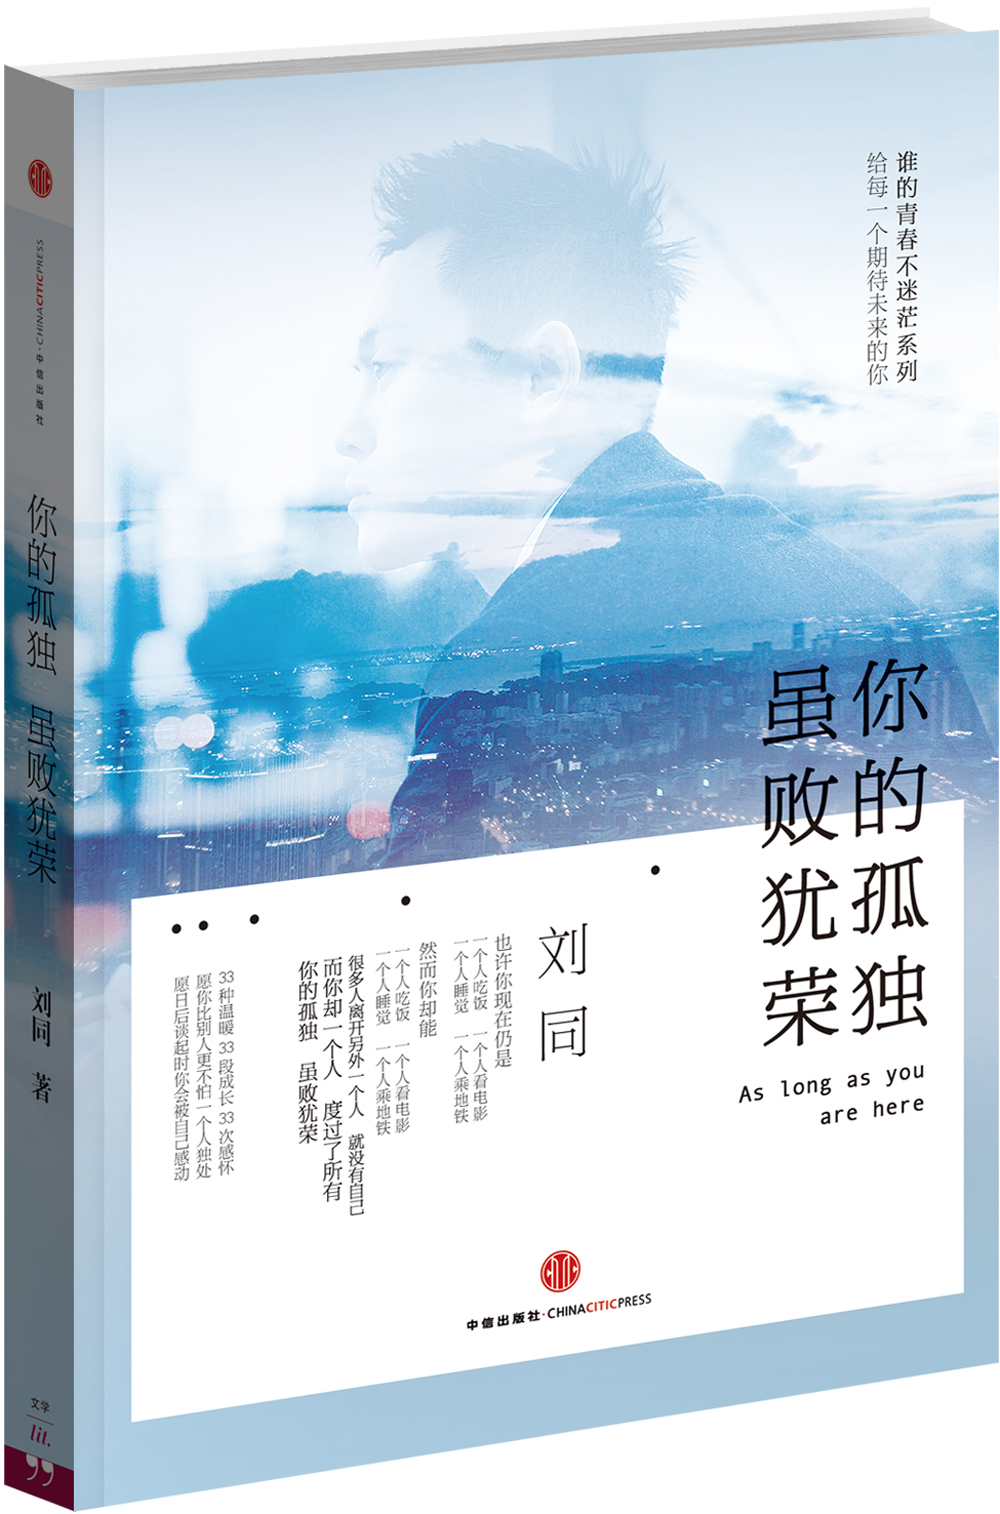 谁的青春不迷茫系列
给每一个期待未来的你
你的孤独
虽败犹荣
As long as you
are here
刘同
也许你现在仍是
一个人吃饭 一个人看电影
一个人睡觉 一个人乘地铁
然而你却能
一个人吃饭 一个人看电影
一个人睡觉 一个人乘地铁
很多人离开另外一个人 就没有自己
而你却一个人 度过了所有
你的孤独 虽败犹荣
33种温暖 33段成长 33次感怀
愿你比别人更不怕一个人独处
愿日后谈起时你会被自己感动
中信出版社·CHINACITICPRESS
中信出版社·CHINACITICPRESS
你的孤独 虽败犹荣
刘同 著
文学
lit.